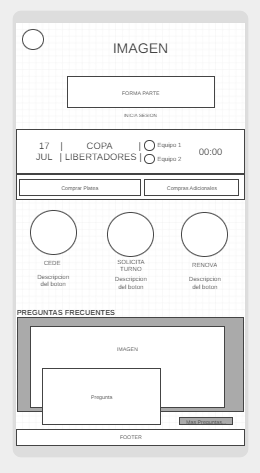 IMAGEN
FORMA PARTE
INICIA SESION
17 | COPA | Equipo 1
JUL | LIBERTADORES | Equipo 2
00:00
Comprar Platea
Compras Adicionales
CEDE
SOLICITA
TURNO
RENOVA
Descripcion
del boton
Descripcion
del boton
Descripcion
del boton
PREGUNTAS FRECUENTES
IMAGEN
Pregunta
Mas Preguntas...
FOOTER